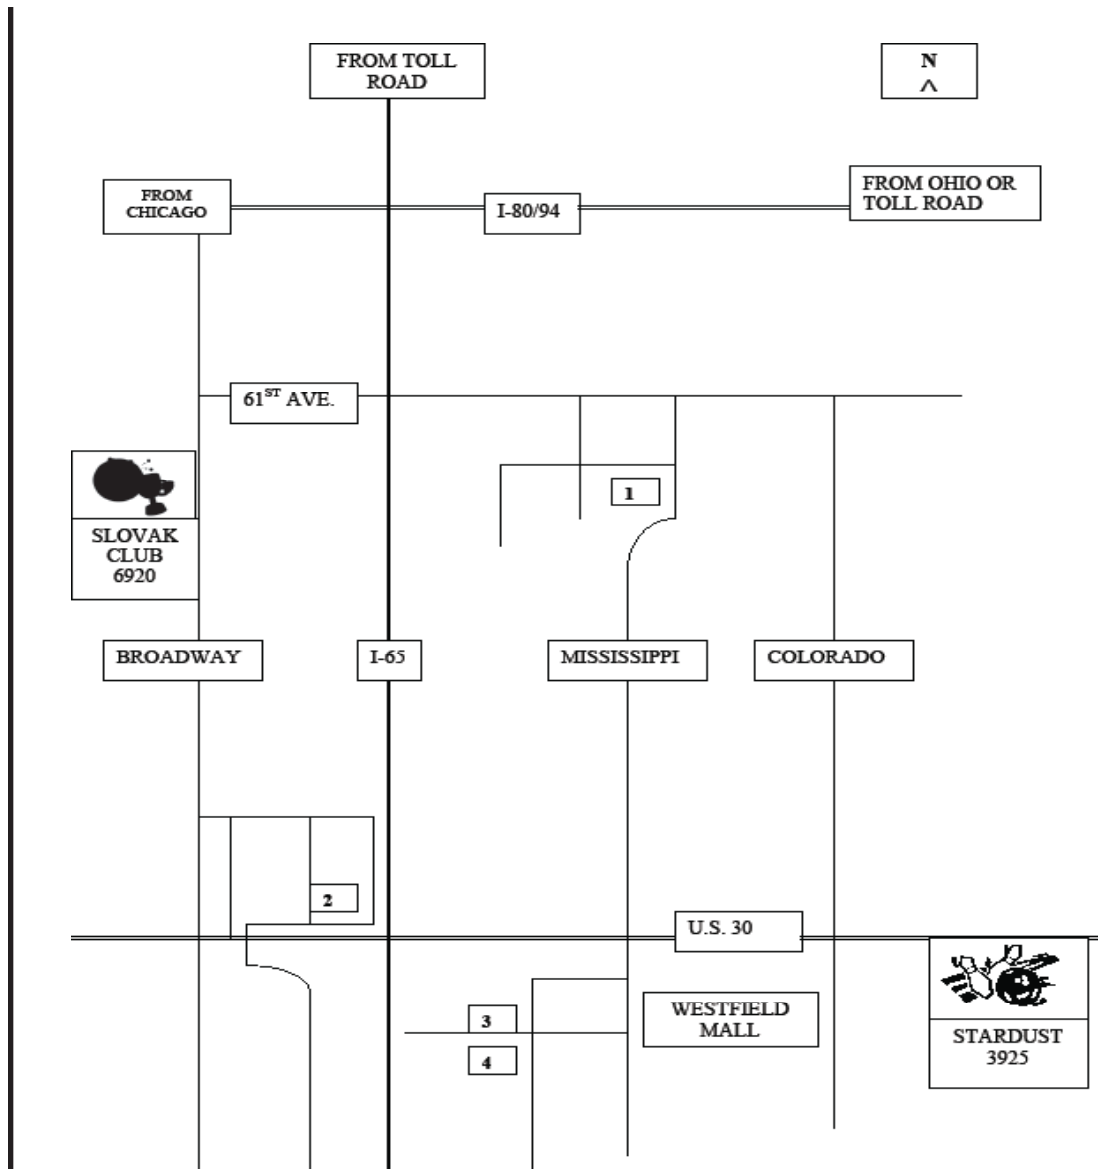 FROM TOLL
ROAD
N
^
FROM
CHICAGO
I-80/94
FROM OHIO OR
TOLL ROAD
61ST AVE.
1
SLOVAK
CLUB
6920
BROADWAY
I-65
MISSISSIPPI
COLORADO
2
U.S. 30
WESTFIELD
MALL
3
4
STARDUST
3925